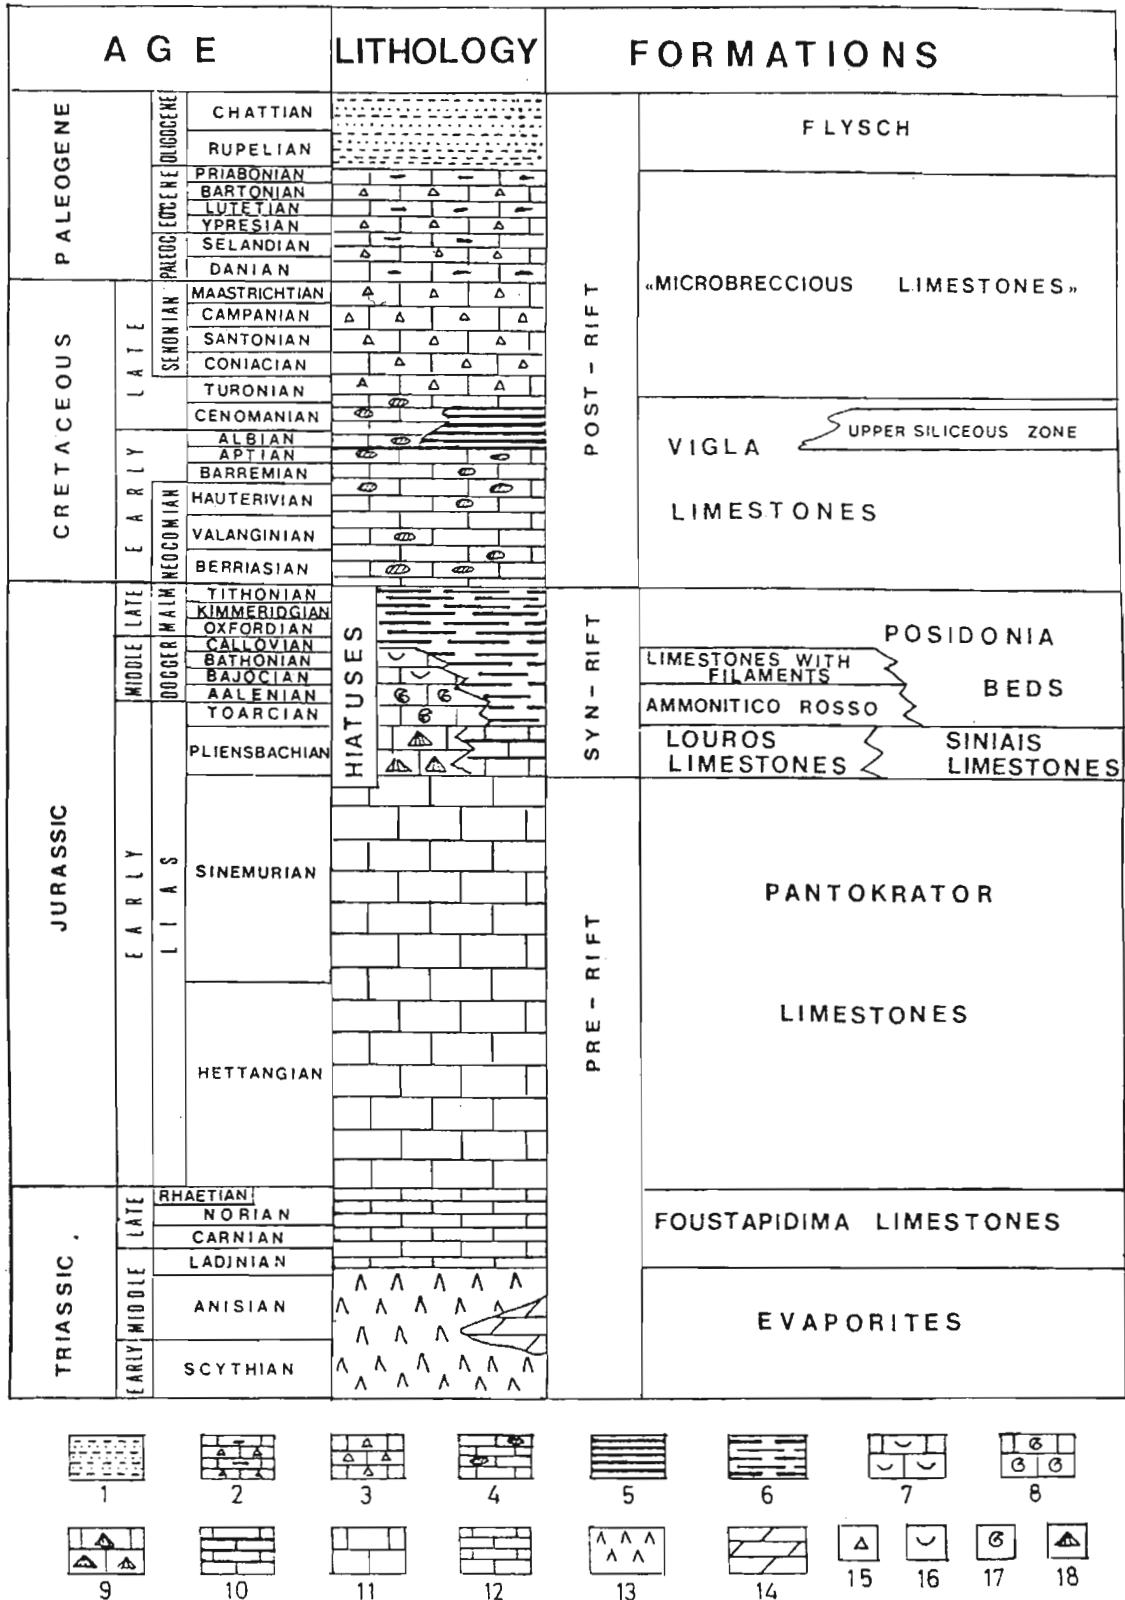 AGE
LITHOLOGY
FORMATIONS
PALEOGENE
OLIGOCENE
EOCENE
PALEOC
CHATTIAN
RUPELIAN
PRIABONIAN
BARTONIAN
LUTETIAN
YPRESIAN
SELANDIAN
DANIAN
CRETACEOUS
LATE
SENONIAN
MAASTRICHTIAN
CAMPANIAN
SANTONIAN
CONIACIAN
TURONIAN
CENOMANIAN
EARLY
ALBIAN
APTIAN
BARREMIAN
NEOCOMIAN
HAUTERIVIAN
VALANGINIAN
BERRIASIAN
JURASSIC
LATE
MALM
TITHONIAN
KIMMERIDGIAN
OXFORDIAN
MIDDLE
DOGGER
CALLOVIAN
BATHONIAN
BAJOCIAN
AALENIAN
EARLY
LIAS
TOARCIAN
PLIENSBACHIAN
SINEMURIAN
HETTANGIAN
TRIASSIC
LATE
RHAETIAN
NORIAN
CARNIAN
MIDDLE
LADINIAN
ANISIAN
EARLY
SCYTHIAN
HIATUSES
POST-RIFT
SYN-RIFT
PRE-RIFT
FLYSCH
«MICROBRECCIOUS LIMESTONES»
VIGLA
LIMESTONES
UPPER SILICEOUS ZONE
POSIDONIA
BEDS
LIMESTONES WITH
FILAMENTS
AMMONITICO ROSSO
LOUROS
LIMESTONES
SINIAIS
LIMESTONES
PANTOKRATOR
LIMESTONES
FOUSTAPIDIMA LIMESTONES
EVAPORITES
1 2 3 4 5 6 7 8
9 10 11 12 13 14 15 16 17 18